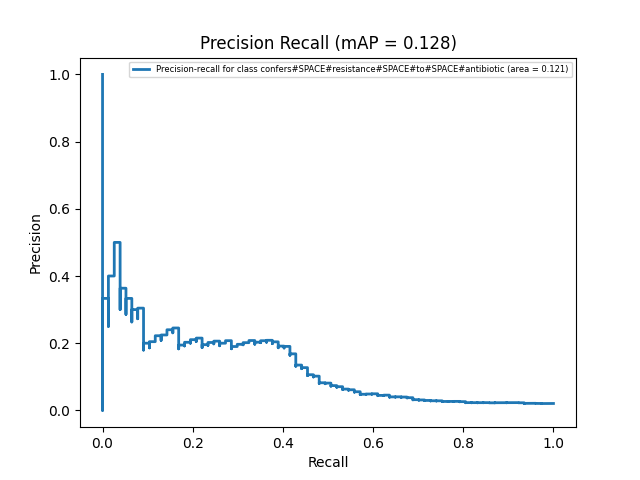 Precision Recall (mAP = 0.128)
Precision-recall for class confers#SPACE#resistance#SPACE#to#SPACE#antibiotic (area = 0.121)
1.0
0.8
0.6
0.4
0.2
0.0
Precision
0.0 0.2 0.4 0.6 0.8 1.0
Recall